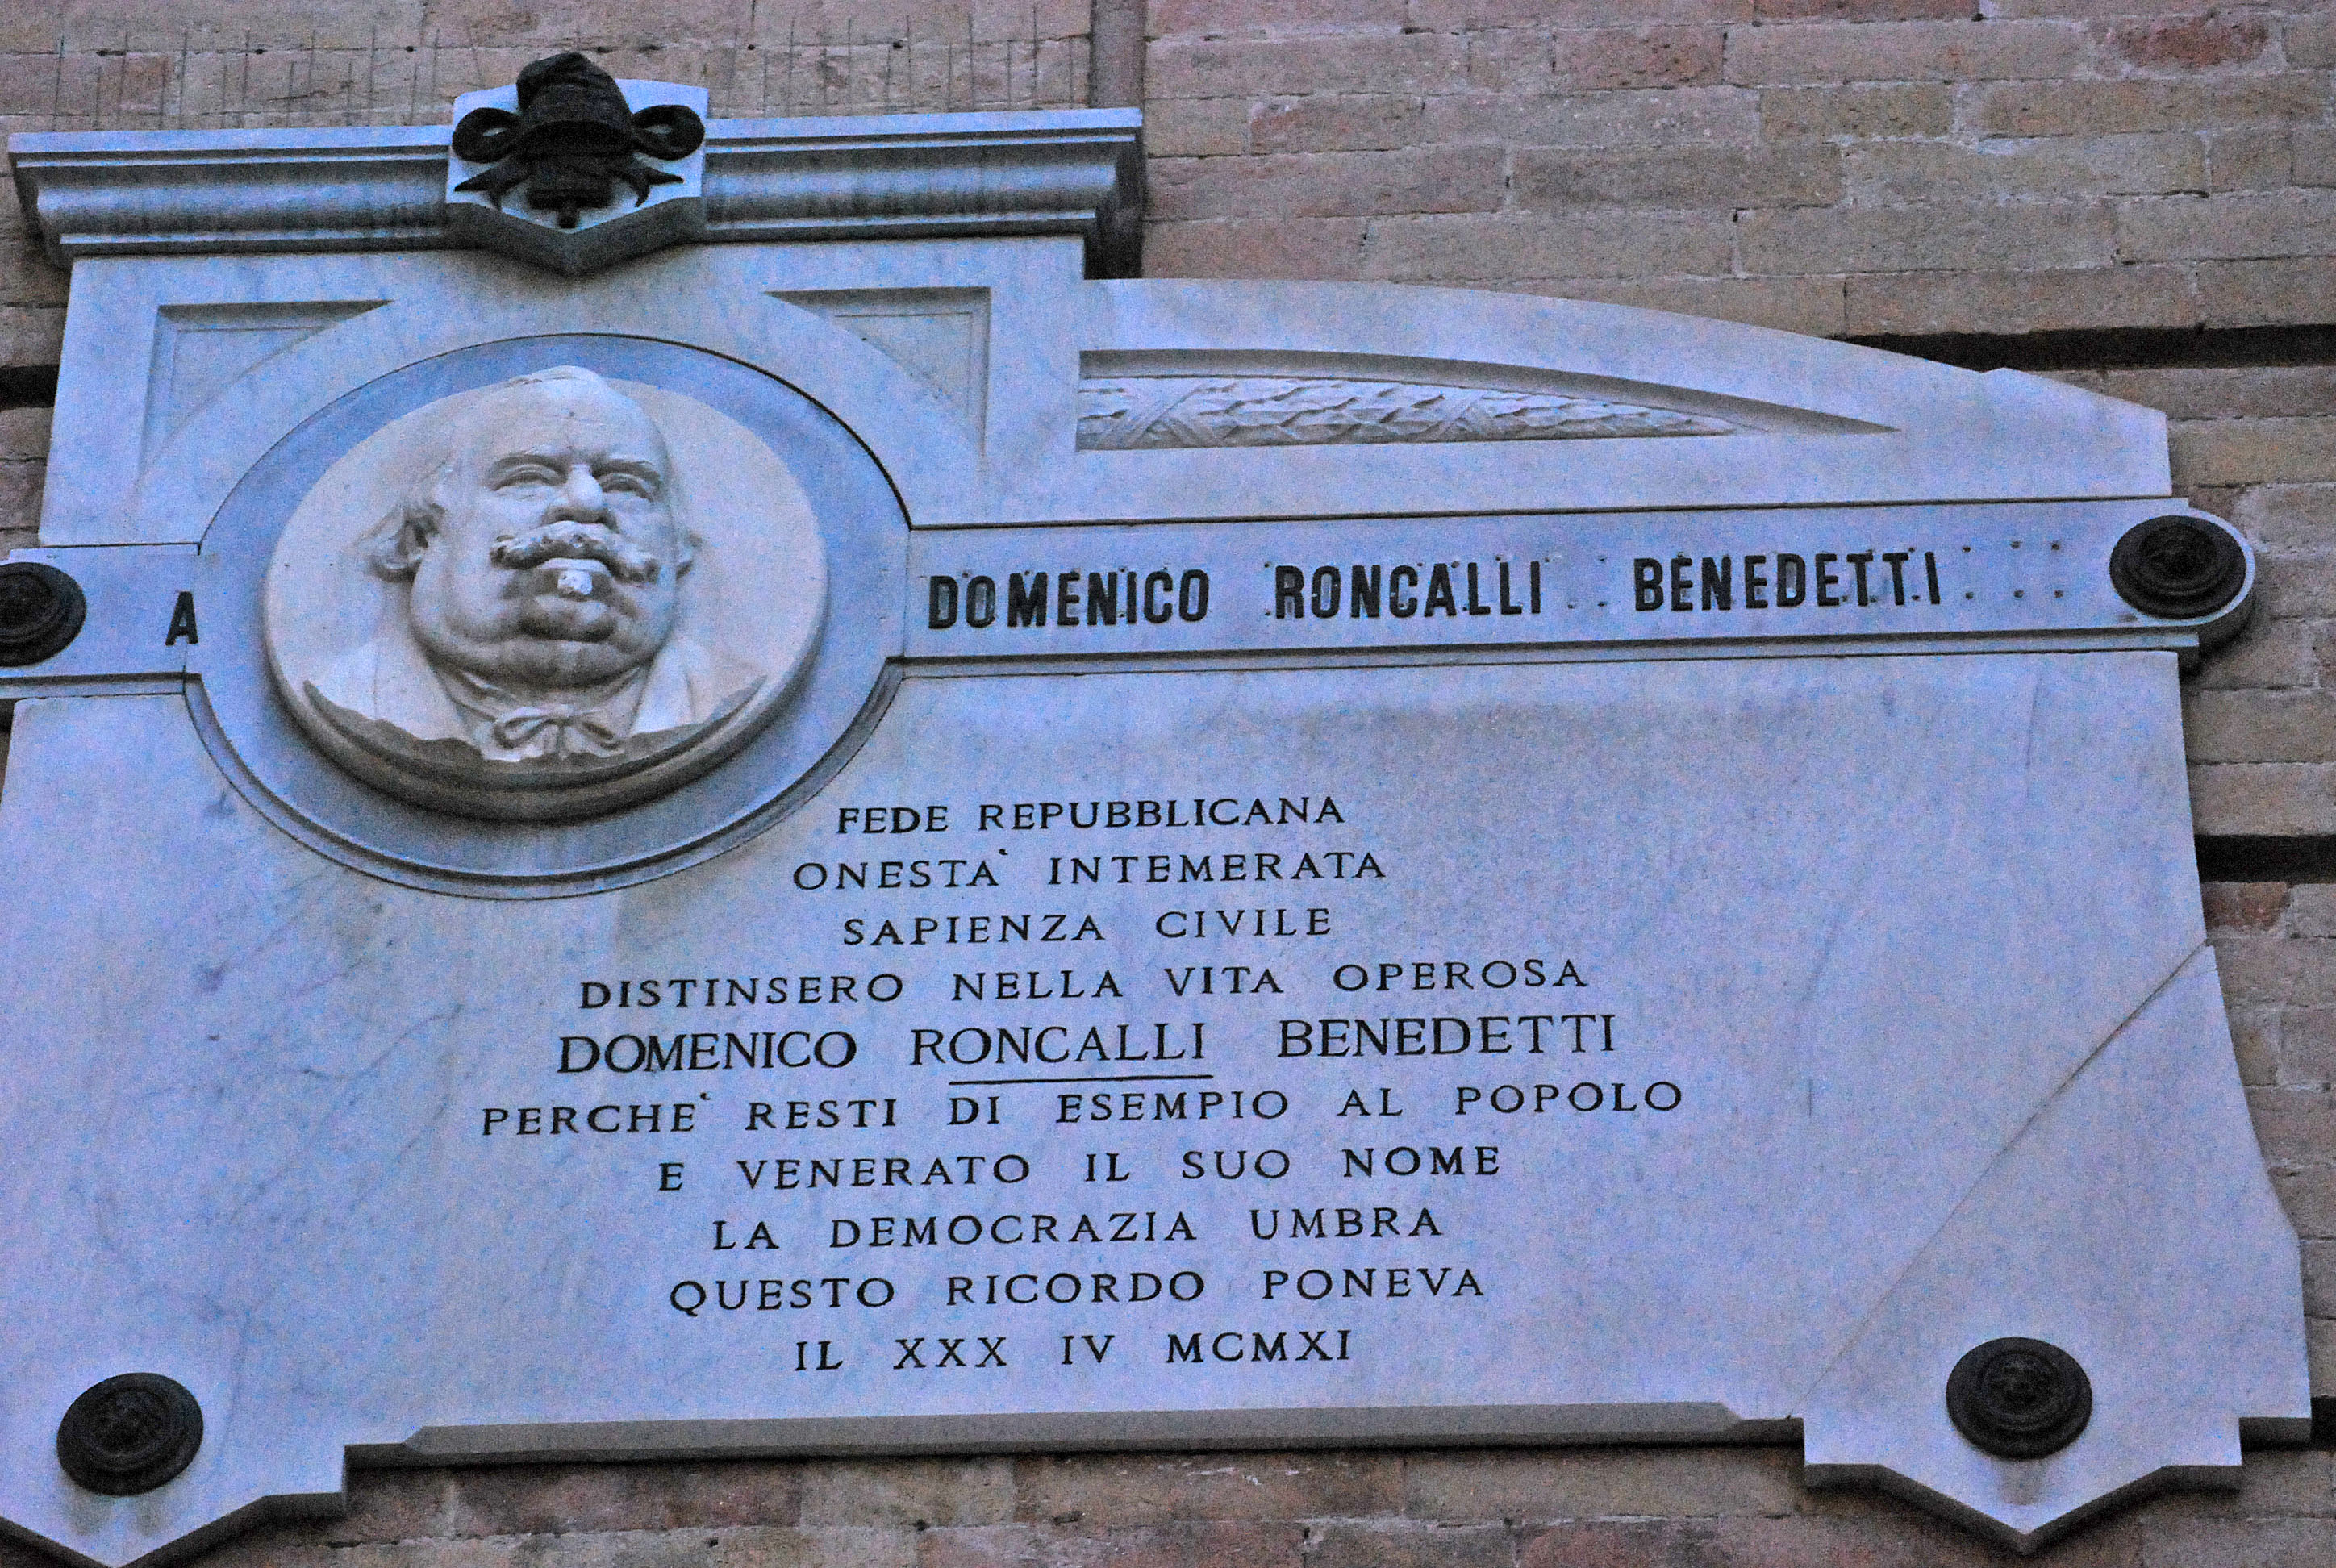 A DOMENICO RONCALLI BENEDETTI
FEDE REPUBBLICANA
ONESTA' INTEMERATA
SAPIENZA CIVILE
DISTINSERO NELLA VITA OPEROSA
DOMENICO RONCALLI BENEDETTI
PERCHE' RESTI DI ESEMPIO AL POPOLO
E VENERATO IL SUO NOME
LA DEMOCRAZIA UMBRA
QUESTO RICORDO PONEVA
IL XXX IV MCMXI